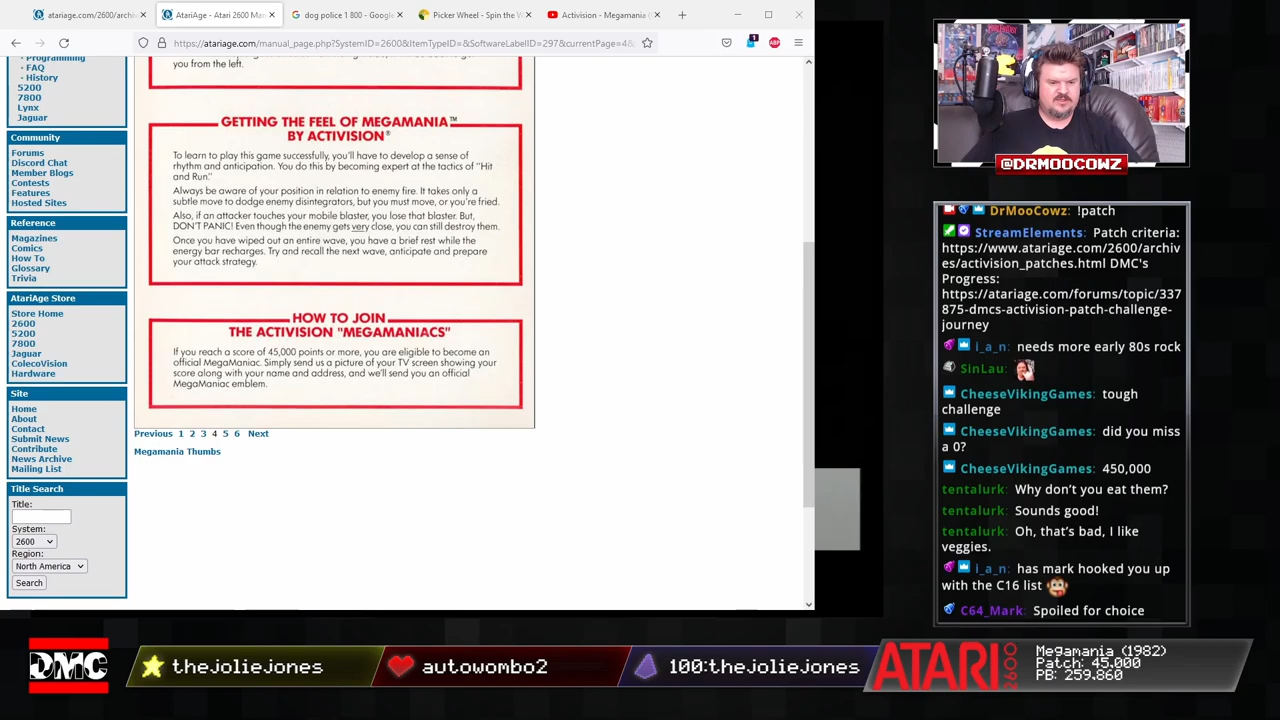 atariage.com/2600/archiv
AtariAge - Atari 2600 Man
dog police 1 800 - Google
Picker Wheel - Spin the W
Activision - Megamania (C
https://atariage.com/manual_page.php?SystemID=2600&ItemTypeID=&SoftwareLabelID=297&currentPage=4&
1
ABP
· Programming
· FAQ
· History
5200
7800
Lynx
Jaguar
Community
Forums
Discord Chat
Member Blogs
Contests
Features
Hosted Sites
Reference
Magazines
Comics
How To
Glossary
Trivia
AtariAge Store
Store Home
2600
5200
7800
Jaguar
ColecoVision
Hardware
Site
Home
About
Contact
Submit News
Contribute
News Archive
Mailing List
Title Search
Title:
System:
2600
Region:
North America
Search
you from the left.
GETTING THE FEEL OF MEGAMANIA™
BY ACTIVISION®
To learn to play this game successfully, you'll have to develop a sense of
rhythm and anticipation. You do this by becoming expert at the tactics of "Hit
and Run."
Always be aware of your position in relation to enemy fire. It takes only a
subtle move to dodge enemy disintegrators, but you must move, or you're fried.
Also, if an attacker touches your mobile blaster, you lose that blaster. But,
DON'T PANIC! Even though the enemy gets very close, you can still destroy them.
Once you have wiped out an entire wave, you have a brief rest while the
energy bar recharges. Try and recall the next wave, anticipate and prepare
your attack strategy.
HOW TO JOIN
THE ACTIVISION "MEGAMANIACS"
If you reach a score of 45,000 points or more, you are eligible to become an
official MegaManiac. Simply send us a picture of your TV screen showing your
score along with your name and address, and we'll send you an official
MegaManiac emblem.
Previous 1 2 3 4 5 6 Next
Megamania Thumbs
@DRMOOCOWZ
DrMooCowz: !patch
StreamElements: Patch criteria:
https://www.atariage.com/2600/archiv
es/activision_patches.html DMC's
Progress:
https://atariage.com/forums/topic/337
875-dmcs-activision-patch-challenge-
journey
i_a_n: needs more early 80s rock
SinLau:
CheeseVikingGames: tough
challenge
CheeseVikingGames: did you miss
a 0?
CheeseVikingGames: 450,000
tentalurk: Why don't you eat them?
tentalurk: Sounds good!
tentalurk: Oh, that's bad, I like
veggies.
i_a_n: has mark hooked you up
with the C16 list
C64_Mark: Spoiled for choice
DMC
thejoliejones
autowombo2
100:thejoliejones
ATARI 2600
Megamania (1982)
Patch: 45.000
PB: 259.860